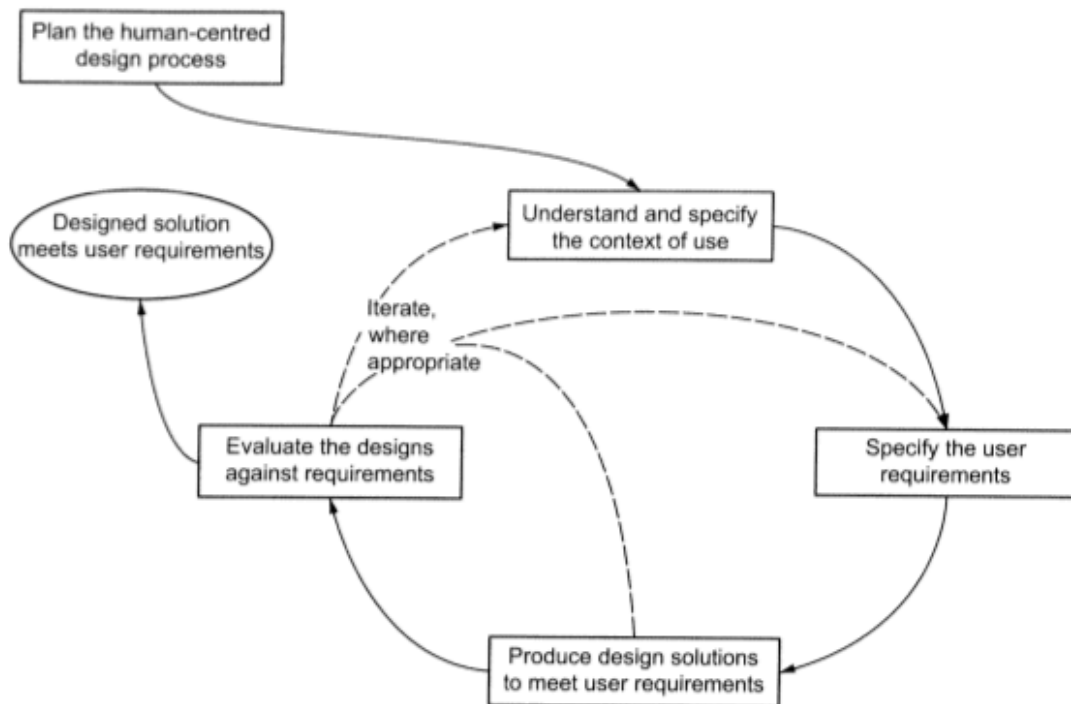 Plan the human-centred
design process
Designed solution
meets user requirements
Understand and specify
the context of use
Iterate,
where
appropriate
Evaluate the designs
against requirements
Specify the user
requirements
Produce design solutions
to meet user requirements